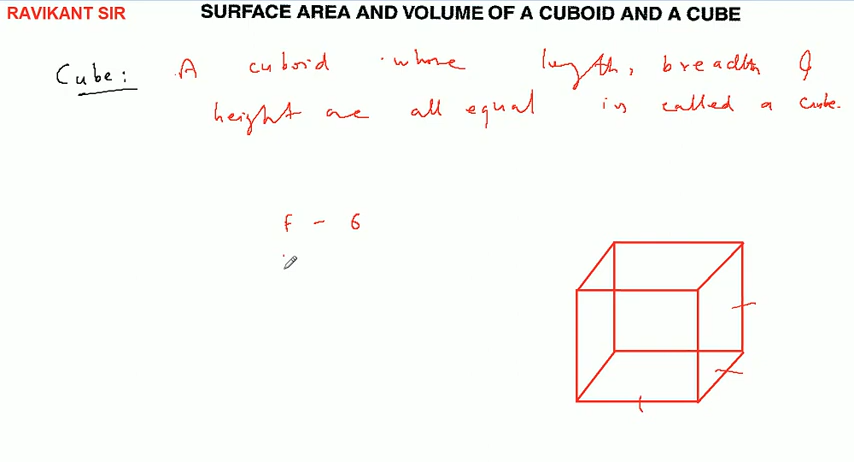 RAVIKANT SIR
SURFACE AREA AND VOLUME OF A CUBOID AND A CUBE
Cube: A cuboid whose length, breadth &
height are all equal is called a cube.
F - 6